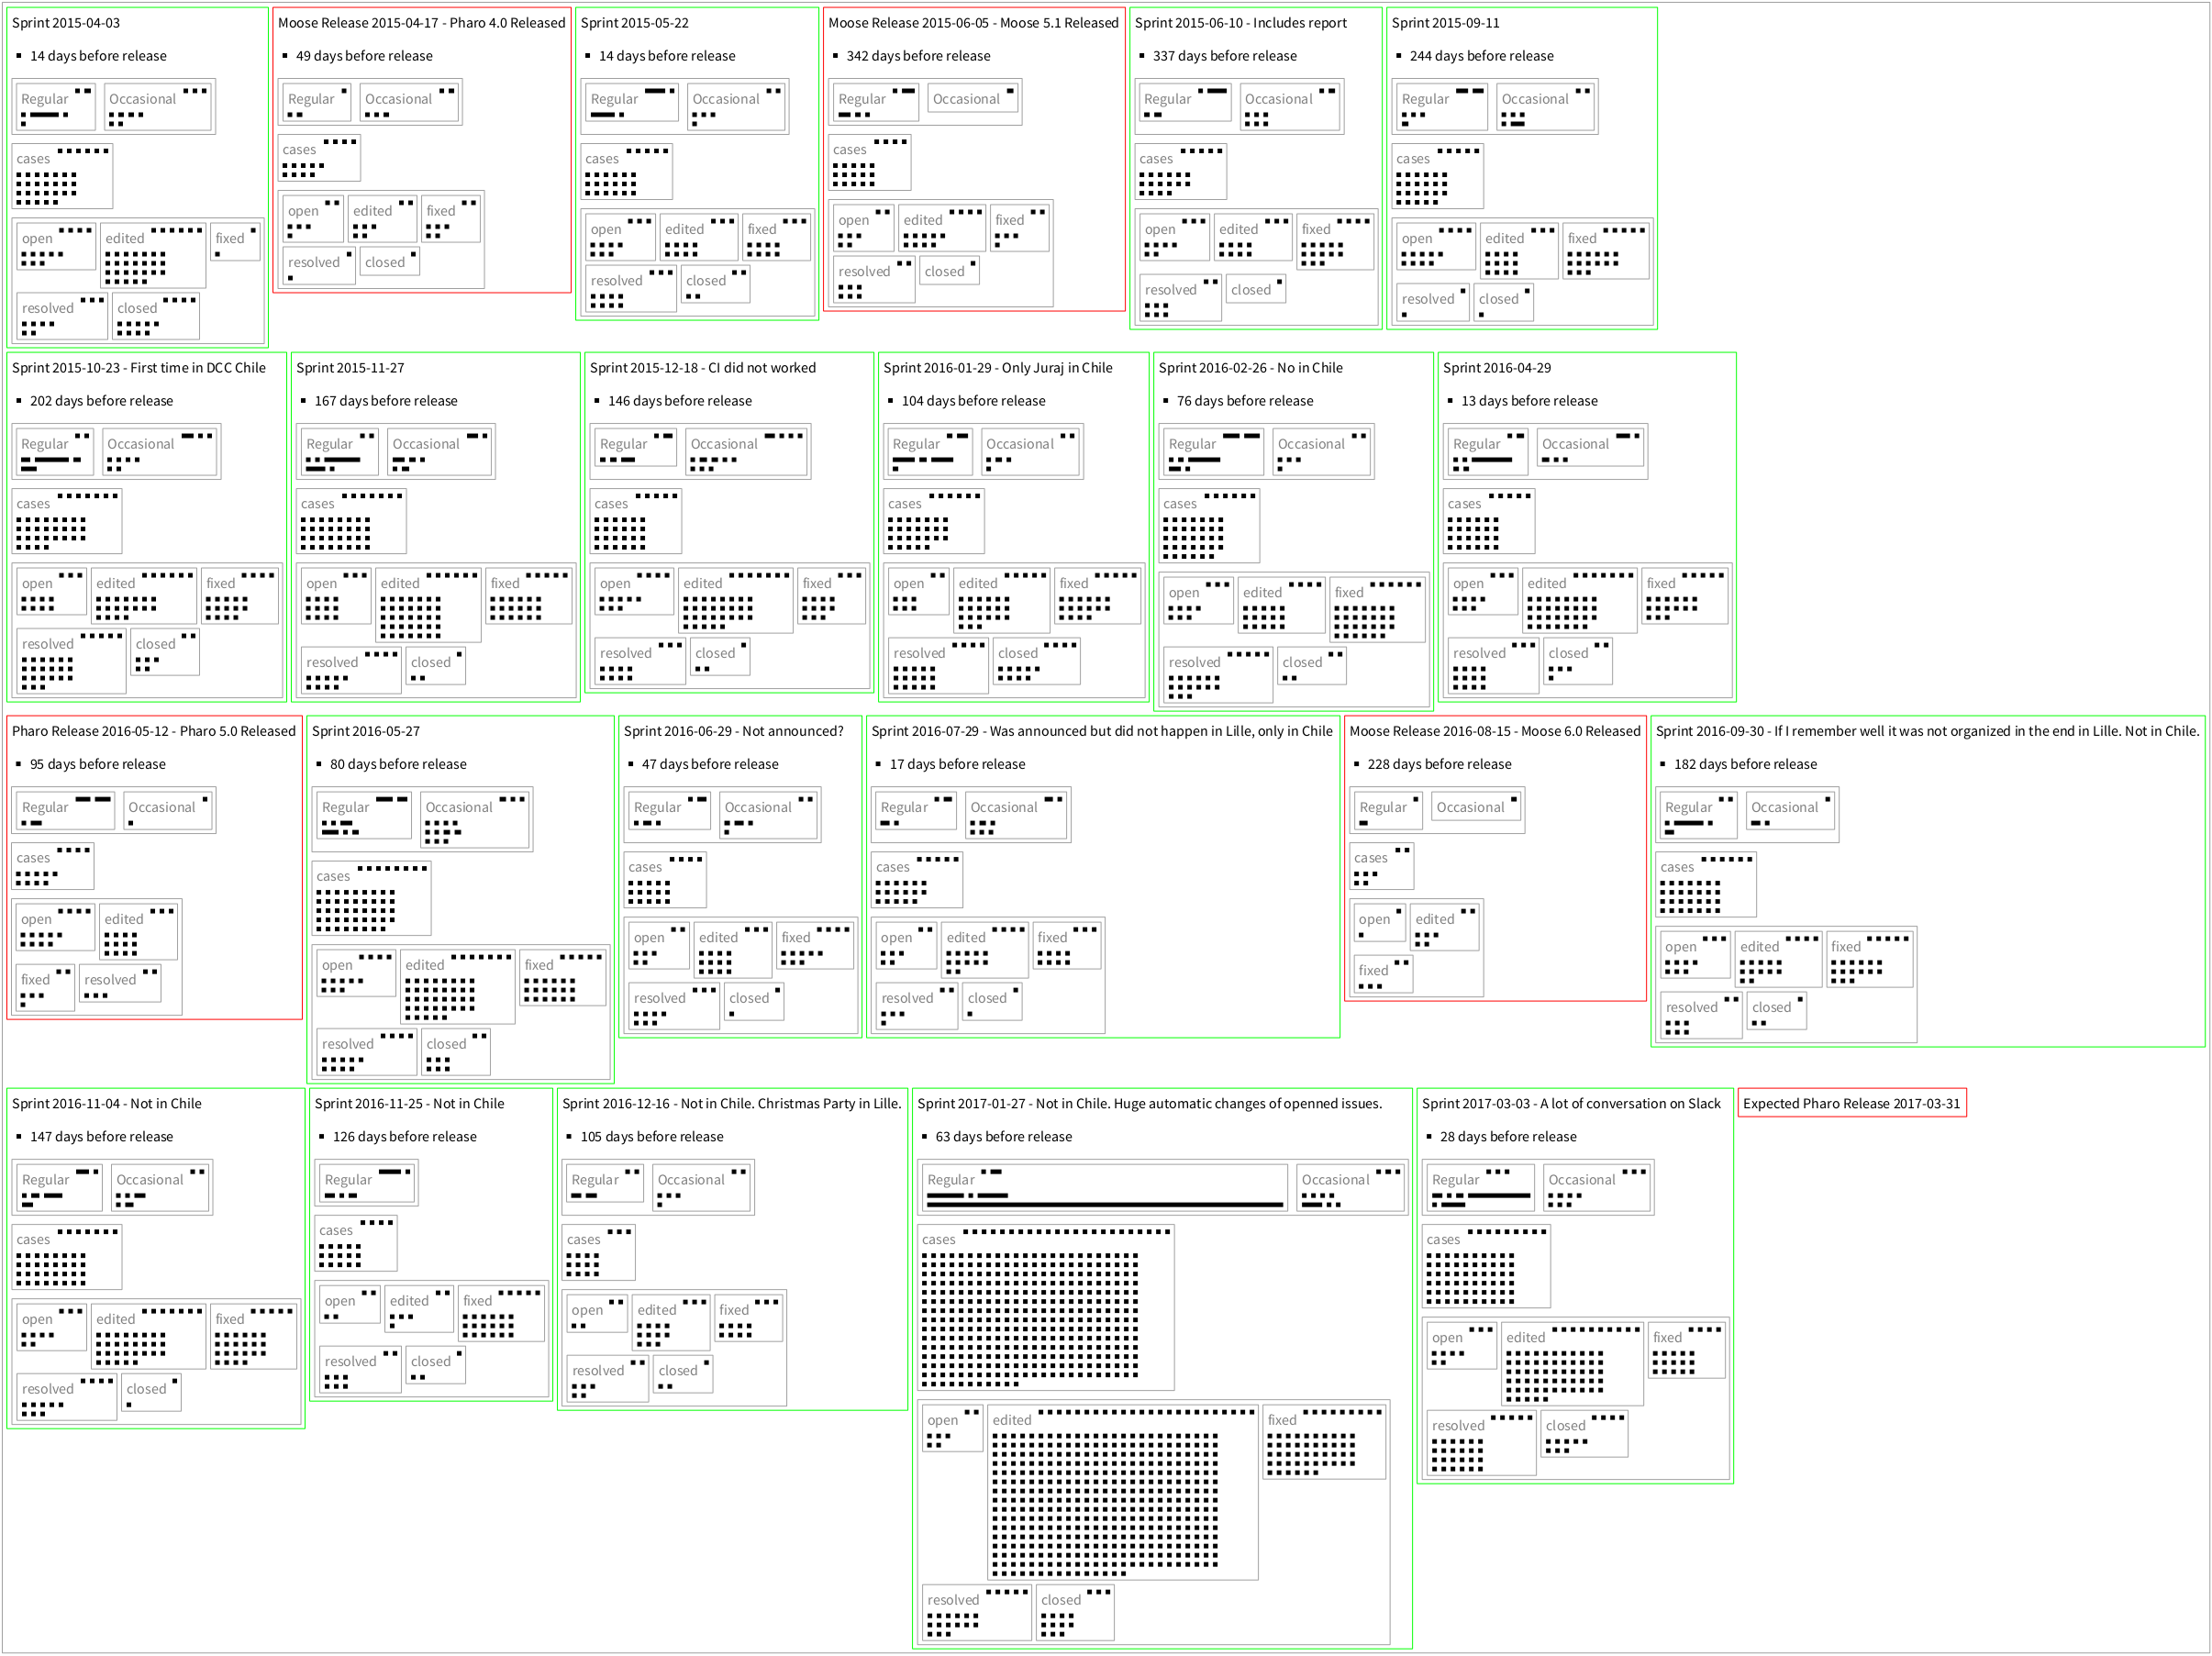 Sprint 2015-04-03
14 days before release
Regular Occasional
cases
open edited fixed
resolved closed
Moose Release 2015-04-17 - Pharo 4.0 Released
49 days before release
Regular Occasional
cases
open edited fixed
resolved closed
Sprint 2015-05-22
14 days before release
Regular Occasional
cases
open edited fixed
resolved closed
Moose Release 2015-06-05 - Moose 5.1 Released
342 days before release
Regular Occasional
cases
open edited fixed
resolved closed
Sprint 2015-06-10 - Includes report
337 days before release
Regular Occasional
cases
open edited fixed
resolved closed
Sprint 2015-09-11
244 days before release
Regular Occasional
cases
open edited fixed
resolved closed
Sprint 2015-10-23 - First time in DCC Chile
202 days before release
Regular Occasional
cases
open edited fixed
resolved closed
Sprint 2015-11-27
167 days before release
Regular Occasional
cases
open edited fixed
resolved closed
Sprint 2015-12-18 - CI did not worked
146 days before release
Regular Occasional
cases
open edited fixed
resolved closed
Sprint 2016-01-29 - Only Juraj in Chile
104 days before release
Regular Occasional
cases
open edited fixed
resolved closed
Sprint 2016-02-26 - No in Chile
76 days before release
Regular Occasional
cases
open edited fixed
resolved closed
Sprint 2016-04-29
13 days before release
Regular Occasional
cases
open edited fixed
resolved closed
Pharo Release 2016-05-12 - Pharo 5.0 Released
95 days before release
Regular Occasional
cases
open edited
fixed resolved
Sprint 2016-05-27
80 days before release
Regular Occasional
cases
open edited fixed
resolved closed
Sprint 2016-06-29 - Not announced?
47 days before release
Regular Occasional
cases
open edited fixed
resolved closed
Sprint 2016-07-29 - Was announced but did not happen in Lille, only in Chile
17 days before release
Regular Occasional
cases
open edited fixed
resolved closed
Moose Release 2016-08-15 - Moose 6.0 Released
228 days before release
Regular Occasional
cases
open edited
fixed
Sprint 2016-09-30 - If I remember well it was not organized in the end in Lille. Not in Chile.
182 days before release
Regular Occasional
cases
open edited fixed
resolved closed
Sprint 2016-11-04 - Not in Chile
147 days before release
Regular Occasional
cases
open edited fixed
resolved closed
Sprint 2016-11-25 - Not in Chile
126 days before release
Regular
cases
open edited fixed
resolved closed
Sprint 2016-12-16 - Not in Chile. Christmas Party in Lille.
105 days before release
Regular Occasional
cases
open edited fixed
resolved closed
Sprint 2017-01-27 - Not in Chile. Huge automatic changes of openned issues.
63 days before release
Regular Occasional
cases
open edited fixed
resolved closed
Sprint 2017-03-03 - A lot of conversation on Slack
28 days before release
Regular Occasional
cases
open edited fixed
resolved closed
Expected Pharo Release 2017-03-31